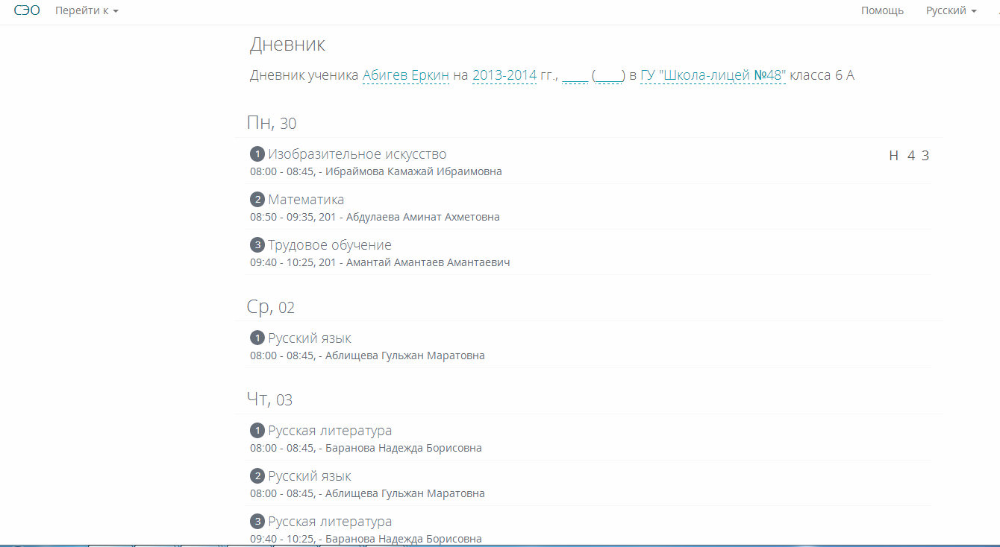 СЭО Перейти к Помощь Русский
Дневник
Дневник ученика Абигев Еркин на 2013-2014 гг., ____ (____) в ГУ "Школа-лицей №48" класса 6 А
Пн, 30
1 Изобразительное искусство Н 4 3
08:00 - 08:45, - Ибраймова Камажай Ибраимовна
2 Математика
08:50 - 09:35, 201 - Абдулаева Аминат Ахметовна
3 Трудовое обучение
09:40 - 10:25, 201 - Амантай Амантаев Амантаевич
Ср, 02
1 Русский язык
08:00 - 08:45, - Аблищева Гульжан Маратовна
Чт, 03
1 Русская литература
08:00 - 08:45, - Баранова Надежда Борисовна
2 Русский язык
08:00 - 08:45, - Аблищева Гульжан Маратовна
3 Русская литература
09:40 - 10:25, - Баранова Надежда Борисовна